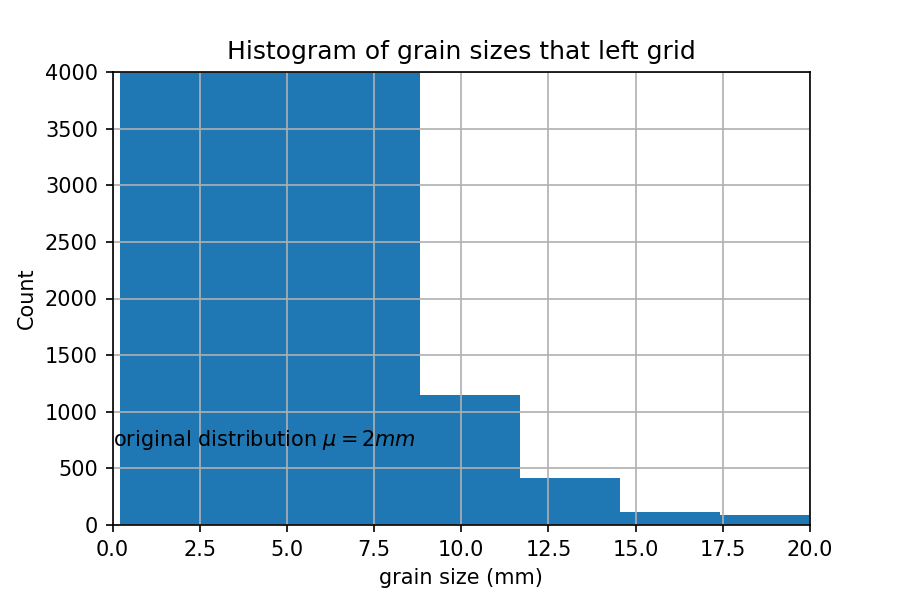 Histogram of grain sizes that left grid
4000
3500
3000
2500
2000
1500
1000
500
0
Count
original distribution μ = 2mm
0.0 2.5 5.0 7.5 10.0 12.5 15.0 17.5 20.0
grain size (mm)